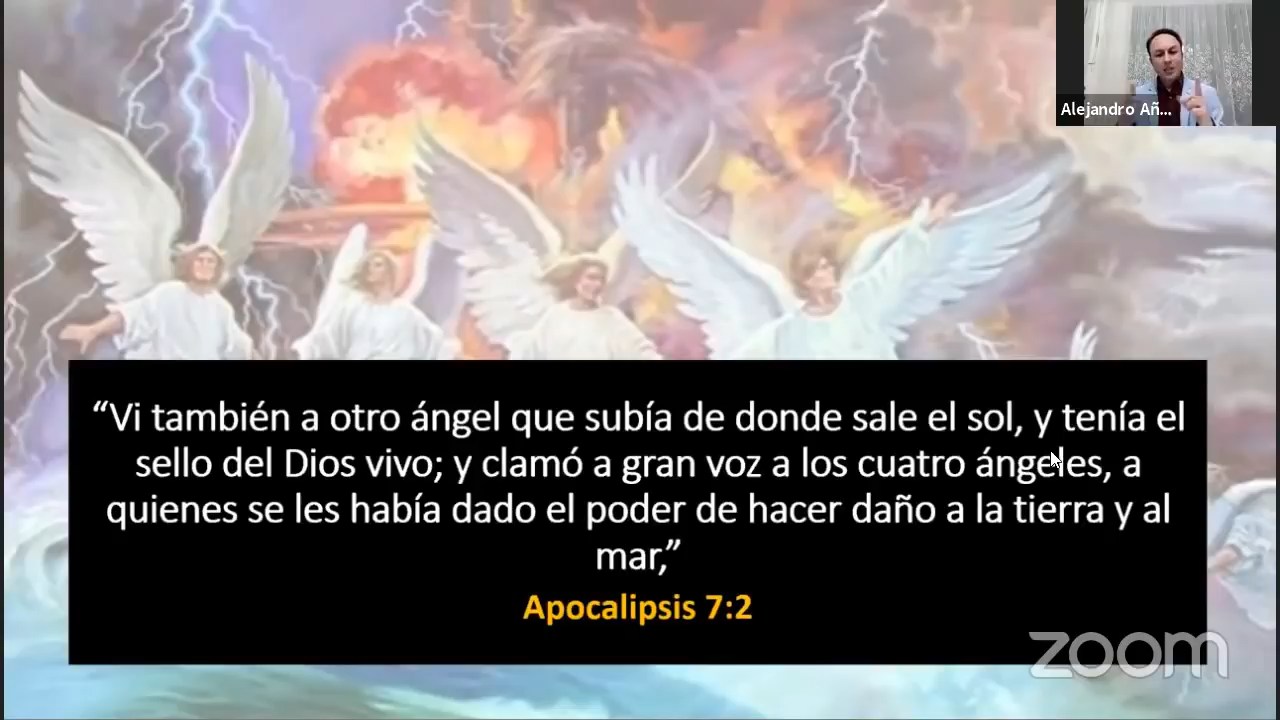 Alejandro Añ...
“Vi también a otro ángel que subía de donde sale el sol, y tenía el
sello del Dios vivo; y clamó a gran voz a los cuatro ángeles, a
quienes se les había dado el poder de hacer daño a la tierra y al
mar,”
Apocalipsis 7:2
zoom